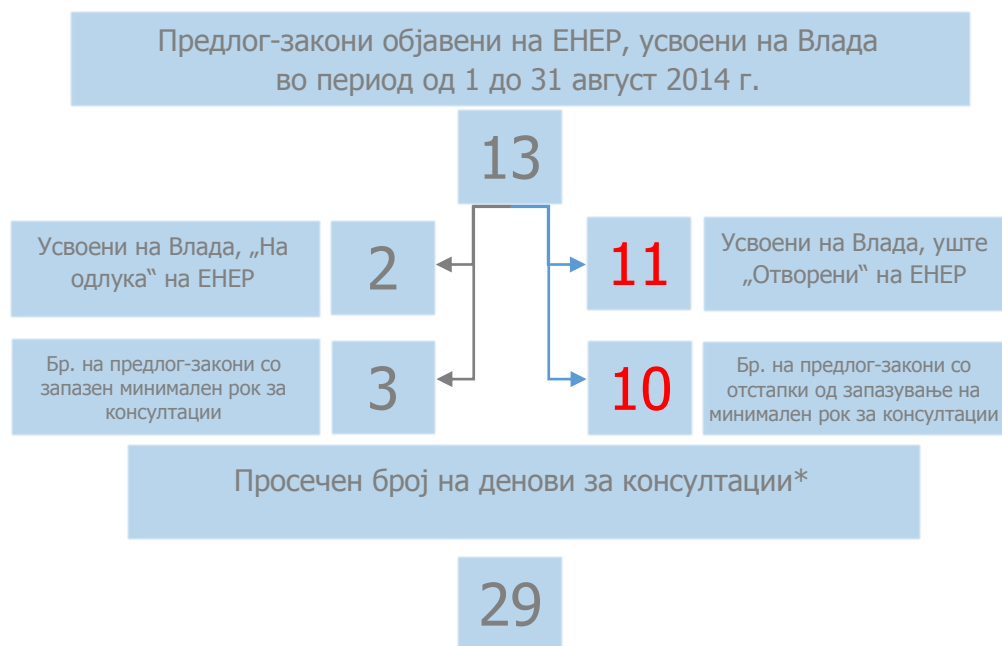 Предлог-закони објавени на ЕНЕР, усвоени на Влада
во период од 1 до 31 август 2014 г.
13
Усвоени на Влада, „На
одлука“ на ЕНЕР
2
11
Усвоени на Влада, уште
„Отворени“ на ЕНЕР
Бр. на предлог-закони со
запазен минимален рок за
консултации
3
10
Бр. на предлог-закони со
отстапки од запазување на
минимален рок за консултации
Просечен број на денови за консултации*
29